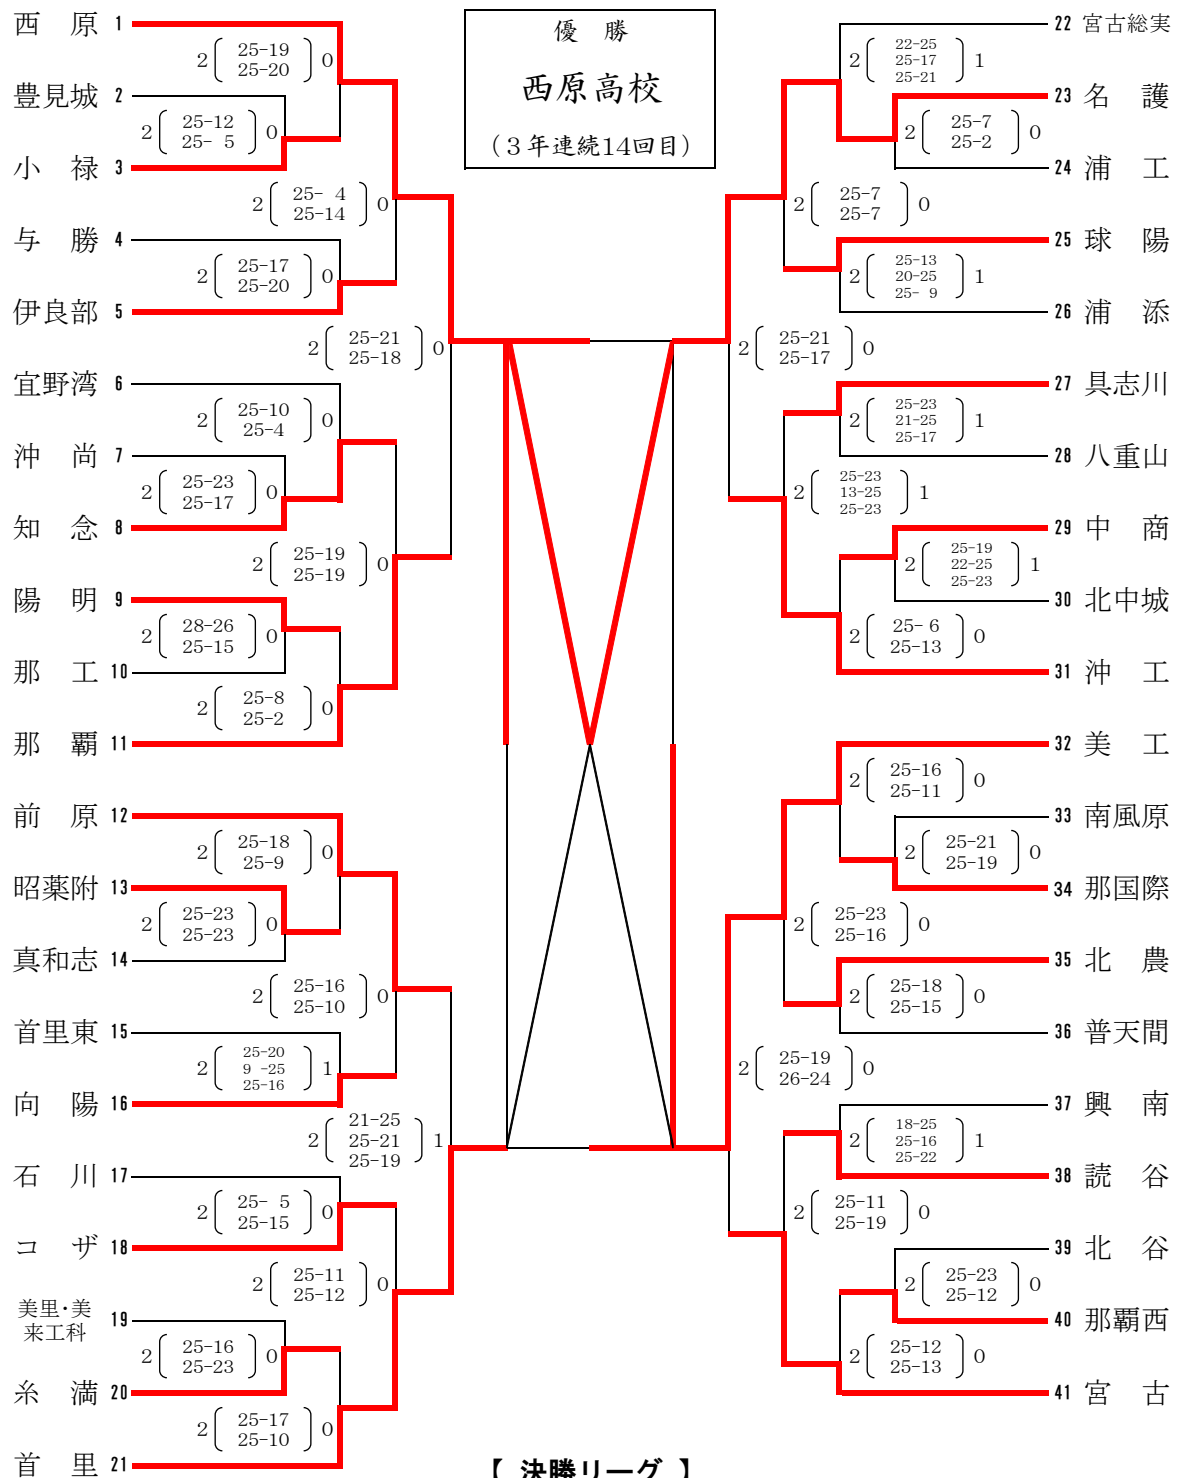 優 勝
西原高校
(３年連続14回目)
西 原 1
豊見城 2
小 禄 3
与 勝 4
伊良部 5
宜野湾 6
沖 尚 7
知 念 8
陽 明 9
那 工 10
那 覇 11
前 原 12
昭薬附 13
真和志 14
首里東 15
向 陽 16
石 川 17
コ ザ 18
美里・美
来工科 19
糸 満 20
首 里 21
2 25-19 0
25-20
2 25-12 0
25- 5
2 25- 4 0
25-14
2 25-17 0
25-20
2 25-21 0
25-18
2 25-10 0
25-4
2 25-23 0
25-17
2 25-19 0
25-19
2 28-26 0
25-15
2 25-8 0
25-2
2 25-18 0
25-9
2 25-23 0
25-23
2 25-16 0
25-10
25-20
2 9 -25 1
25-16
21-25
2 25-21 1
25-19
2 25- 5 0
25-15
2 25-11 0
25-12
2 25-16 0
25-23
2 25-17 0
25-10
22 宮古総実
23 名 護
24 浦 工
25 球 陽
26 浦 添
27 具志川
28 八重山
29 中 商
30 北中城
31 沖 工
32 美 工
33 南風原
34 那国際
35 北 農
36 普天間
37 興 南
38 読 谷
39 北 谷
40 那覇西
41 宮 古
22-25
2 25-17 1
25-21
2 25-7 0
25-2
2 25-7 0
25-7
25-13
2 20-25 1
25- 9
2 25-21 0
25-17
25-23
2 21-25 1
25-17
25-23
2 13-25 1
25-23
25-19
2 22-25 1
25-23
2 25- 6 0
25-13
2 25-16 0
25-11
2 25-21 0
25-19
2 25-23 0
25-16
2 25-18 0
25-15
2 25-19 0
26-24
18-25
2 25-16 1
25-22
2 25-11 0
25-19
2 25-23 0
25-12
2 25-12 0
25-13
【 決勝リーグ 】